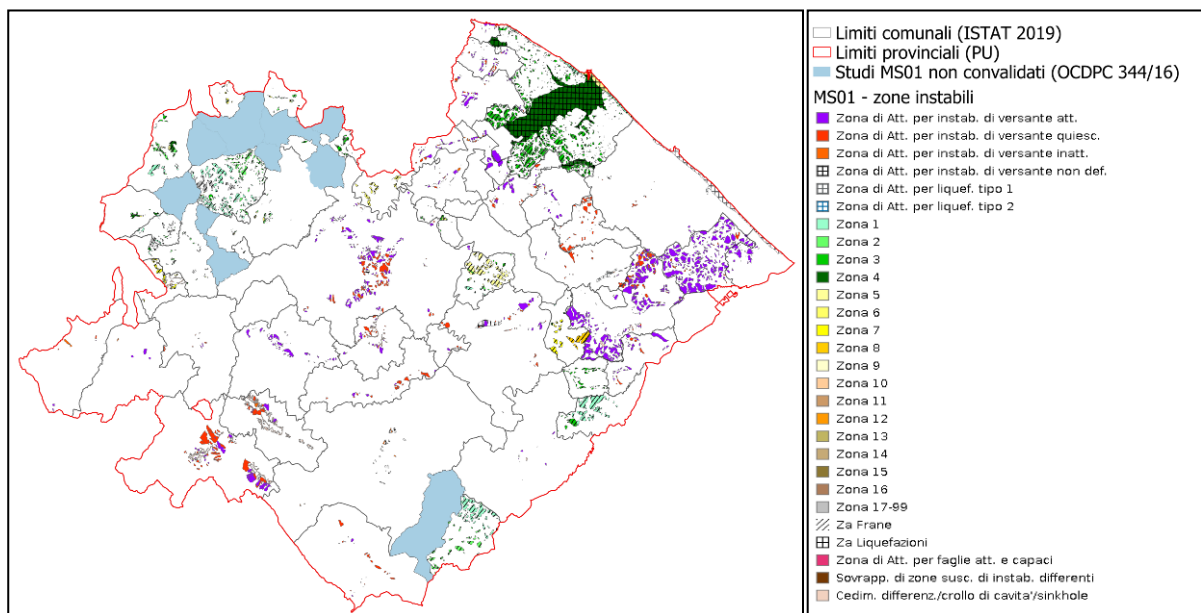 Limiti comunali (ISTAT 2019)
Limiti provinciali (PU)
Studi MS01 non convalidati (OCDPC 344/16)
MS01 - zone instabili
Zona di Att. per instab. di versante att.
Zona di Att. per instab. di versante quiesc.
Zona di Att. per instab. di versante inatt.
Zona di Att. per instab. di versante non def.
Zona di Att. per liquef. tipo 1
Zona di Att. per liquef. tipo 2
Zona 1
Zona 2
Zona 3
Zona 4
Zona 5
Zona 6
Zona 7
Zona 8
Zona 9
Zona 10
Zona 11
Zona 12
Zona 13
Zona 14
Zona 15
Zona 16
Zona 17-99
Za Frane
Za Liquefazioni
Zona di Att. per faglie att. e capaci
Sovrapp. di zone susc. di instab. differenti
Cedim. differenz./crollo di cavita'/sinkhole